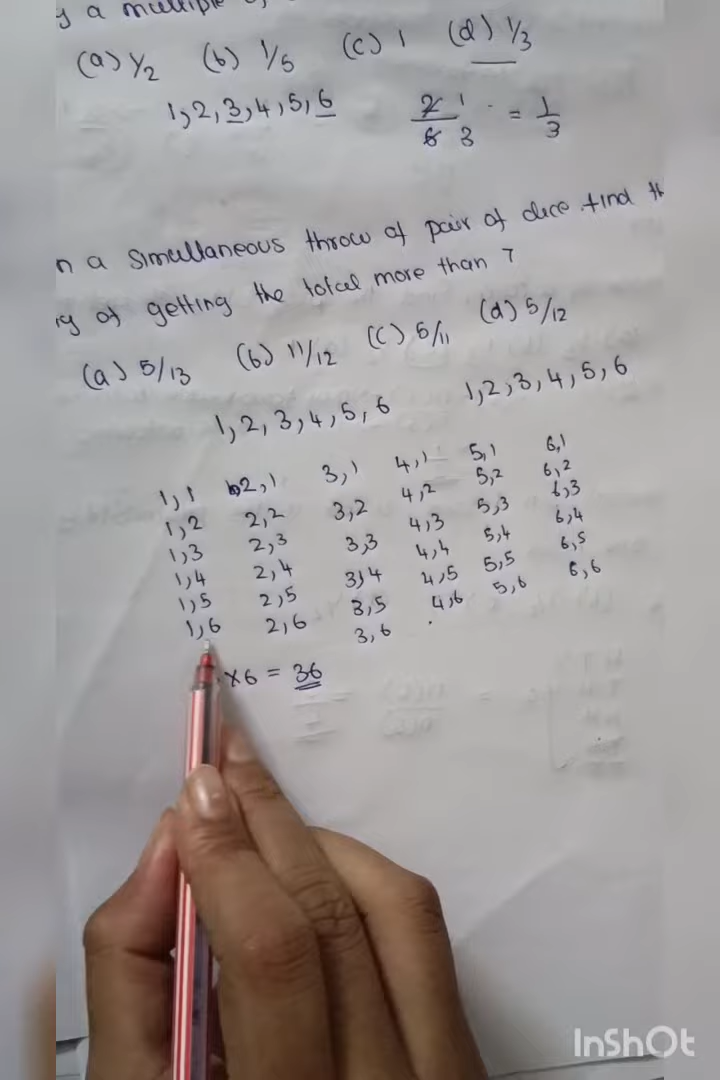 g a multiple
(a) 1/2 (b) 1/5 (c) 1 (d) 1/3
1, 2, 3, 4, 5, 6 2/6 1 3 = 1/3
n a simultaneous throw of pair of dice. find th
ty of getting the total more than 7
(a) 5/13 (b) 11/12 (c) 5/11 (d) 5/12
1, 2, 3, 4, 5, 6 1, 2, 3, 4, 5, 6
1,1 2,1 3,1 4,1 5,1 6,1
1,2 2,2 3,2 4,2 5,2 6,2
1,3 2,3 3,3 4,3 5,3 6,3
1,4 2,4 3,4 4,4 5,4 6,4
1,5 2,5 3,5 4,5 5,5 6,5
1,6 2,6 3,6 4,6 5,6 6,6
×6 = 36
InShOt